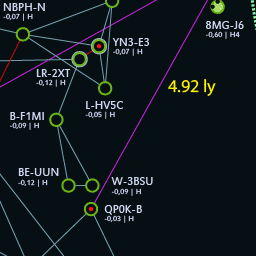 NBPH-N
-0,07 | H
8MG-J6
-0,60 | H4
YN3-E3
-0,07 | H
LR-2XT
-0,12 | H
4.92 ly
L-HV5C
-0,05 | H
B-F1MI
-0,09 | H
BE-UUN
-0,12 | H
W-3BSU
-0,09 | H
QP0K-B
-0,03 | H